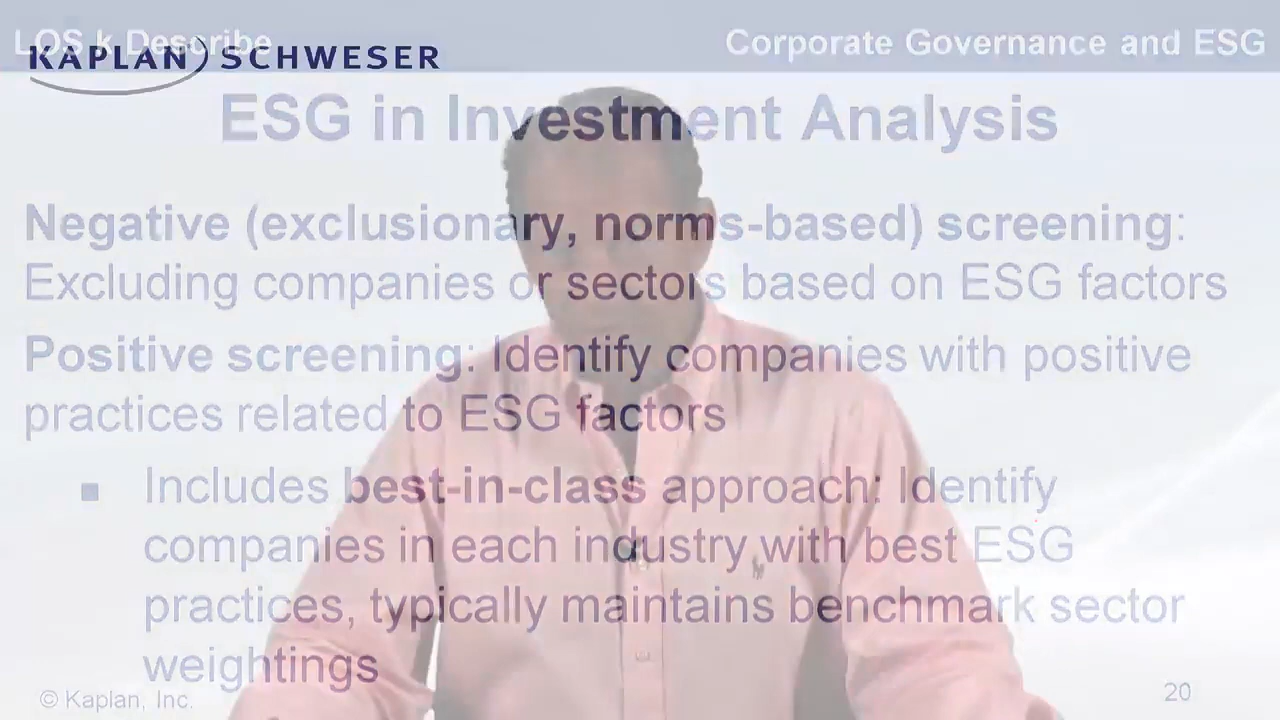 LOS k Describe
KAPLAN SCHWESER
Corporate Governance and ESG
ESG in Investment Analysis
Negative (exclusionary, norms-based) screening:
Excluding companies or sectors based on ESG factors
Positive screening: Identify companies with positive
practices related to ESG factors
▪ Includes best-in-class approach: Identify
companies in each industry with best ESG
practices, typically maintains benchmark sector
weightings
© Kaplan, Inc.
20